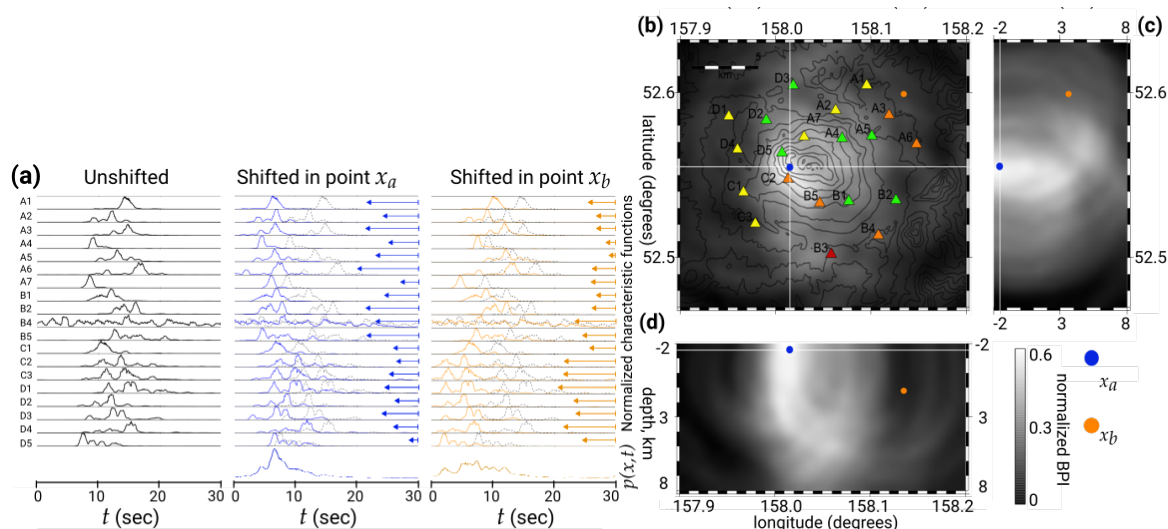 (a)
Unshifted
Shifted in point xₐ
Shifted in point x_b
A1
A2
A3
A4
A5
A6
A7
B1
B2
B4
B5
C1
C2
C3
D1
D2
D3
D4
D5
0 10 20 30
0 10 20 30
0 10 20 30
t (sec)
t (sec)
t (sec)
Normalized characteristic functions
p(x,t)
(b)
157.9 158.0 158.1 158.2
latitude (degrees)
52.6
52.5
5
km
D3
A1
A2
A3
D1
D2
A7
A4
A5
A6
D4
D5
C2
C1
B5
B1
B2
C3
B4
B3
(c)
-2 3 8
52.6
52.5
-2 3 8
(d)
depth, km
-2
3
8
-2
3
8
157.9 158.0 158.1 158.2
longitude (degrees)
0.6
0.3
0
normalized BPI
xₐ
x_b